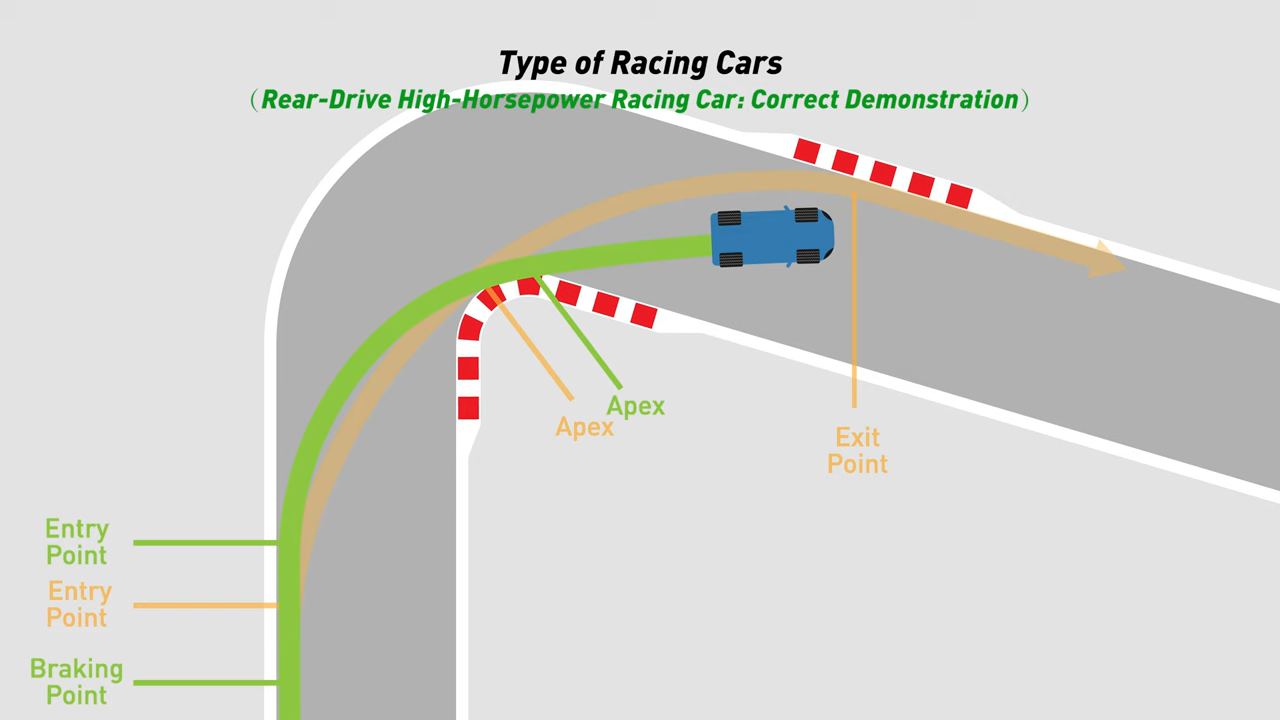 Type of Racing Cars
（Rear-Drive High-Horsepower Racing Car: Correct Demonstration）
Apex
Apex
Exit
Point
Entry
Point
Entry
Point
Braking
Point